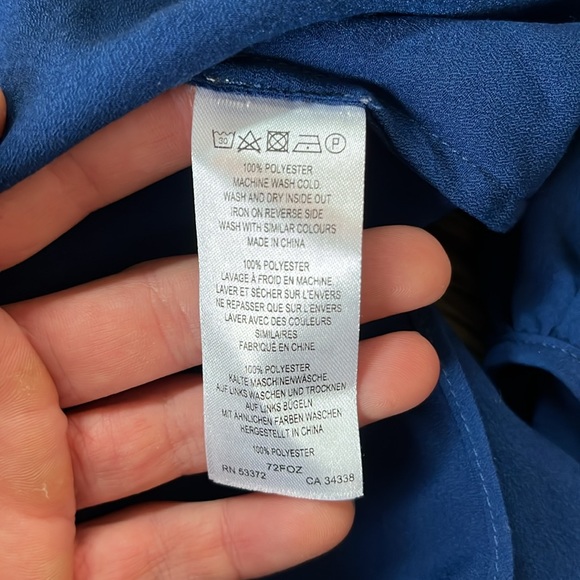 30 P
100% POLYESTER
MACHINE WASH COLD
WASH AND DRY INSIDE OUT
IRON ON REVERSE SIDE
WASH WITH SIMILAR COLOURS
MADE IN CHINA
100% POLYESTER
LAVAGE À FROID EN MACHINE
LAVER ET SÉCHER SUR L'ENVERS
NE REPASSER QUE SUR L'ENVERS
LAVER AVEC DES COULEURS
SIMILAIRES
FABRIQUÉ EN CHINE
100% POLYESTER
KALTE MASCHINENWÄSCHE
AUF LINKS WASCHEN UND TROCKNEN
AUF LINKS BÜGELN
MIT ÄHNLICHEN FARBEN WASCHEN
HERGESTELLT IN CHINA
100% POLYESTER
72FOZ
RN 53372 CA 34338